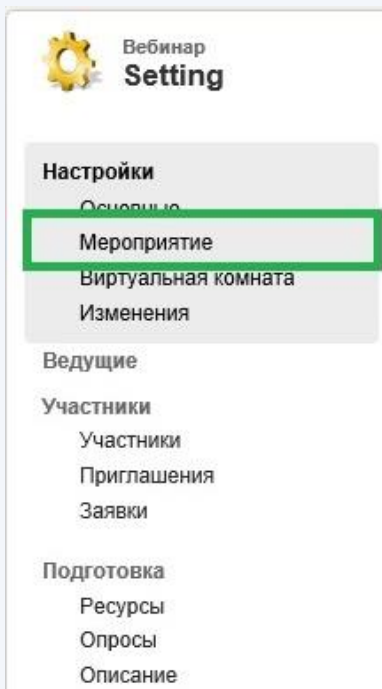 Вебинар
Setting
Настройки
Основные
Мероприятие
Виртуальная комната
Изменения
Ведущие
Участники
Участники
Приглашения
Заявки
Подготовка
Ресурсы
Опросы
Описание